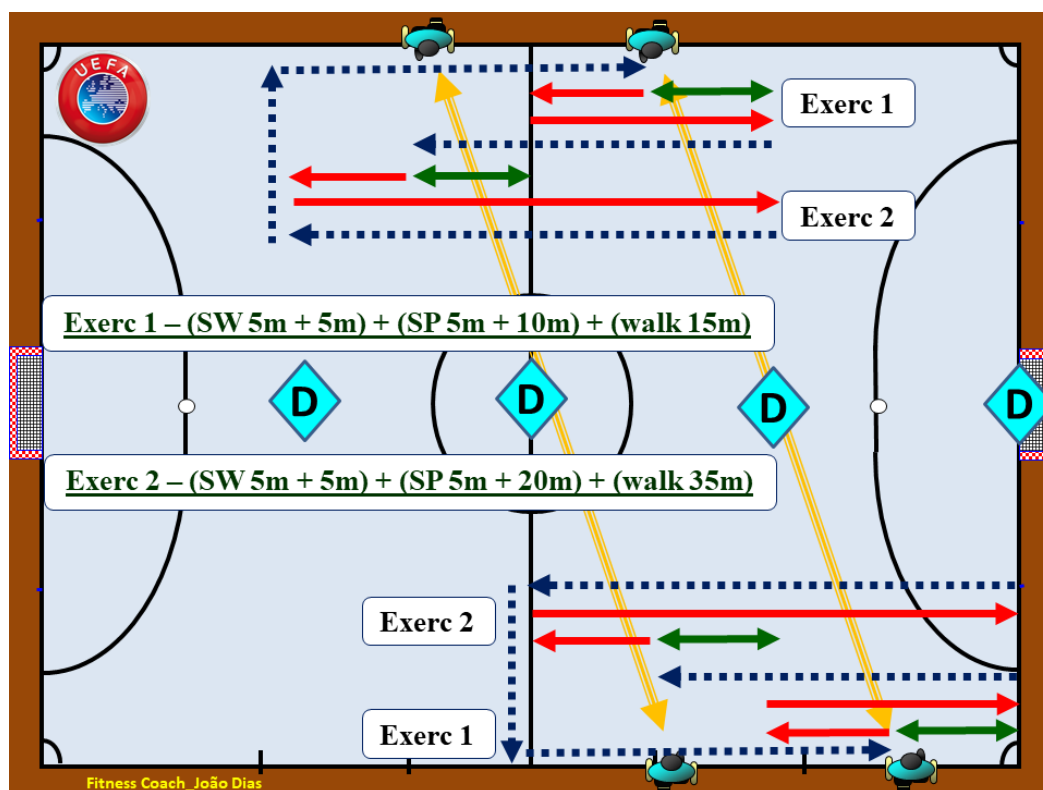 UEFA
Exerc 1
Exerc 2
Exerc 1 – (SW 5m + 5m) + (SP 5m + 10m) + (walk 15m)
D D D D
Exerc 2 – (SW 5m + 5m) + (SP 5m + 20m) + (walk 35m)
Exerc 2
Exerc 1
Fitness Coach_João Dias